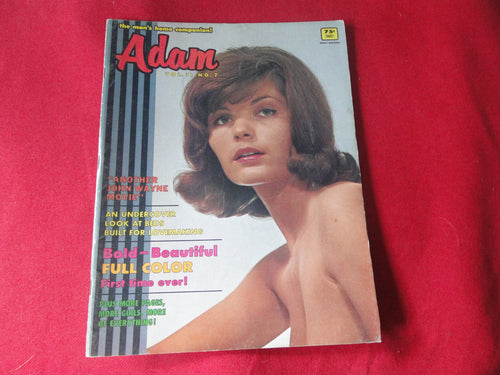 the man's home companion!
Adam
VOL. 11 NO. 7
75¢
"ANOTHER
JOHN WAYNE
MOVIE"
AN UNDERCOVER
LOOK AT BEDS
BUILT FOR LOVEMAKING
Bold-Beautiful
FULL COLOR
First time ever!
PLUS MORE PAGES,
MORE GIRLS, MORE
OF EVERYTHING!